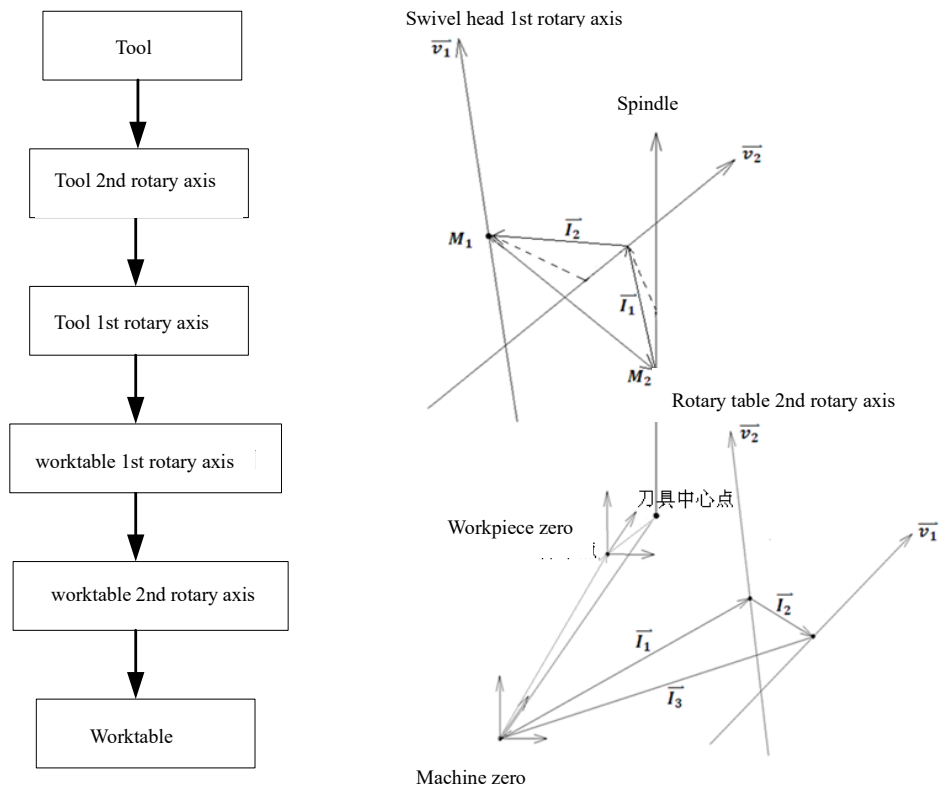 Tool
Tool 2nd rotary axis
Tool 1st rotary axis
worktable 1st rotary axis
worktable 2nd rotary axis
Worktable
Swivel head 1st rotary axis
v₁
Spindle
v₂
M₁
I₂
I₁
M₂
Rotary table 2nd rotary axis
v₂
刀具中心点
Workpiece zero
v₁
I₂
I₁
I₃
Machine zero